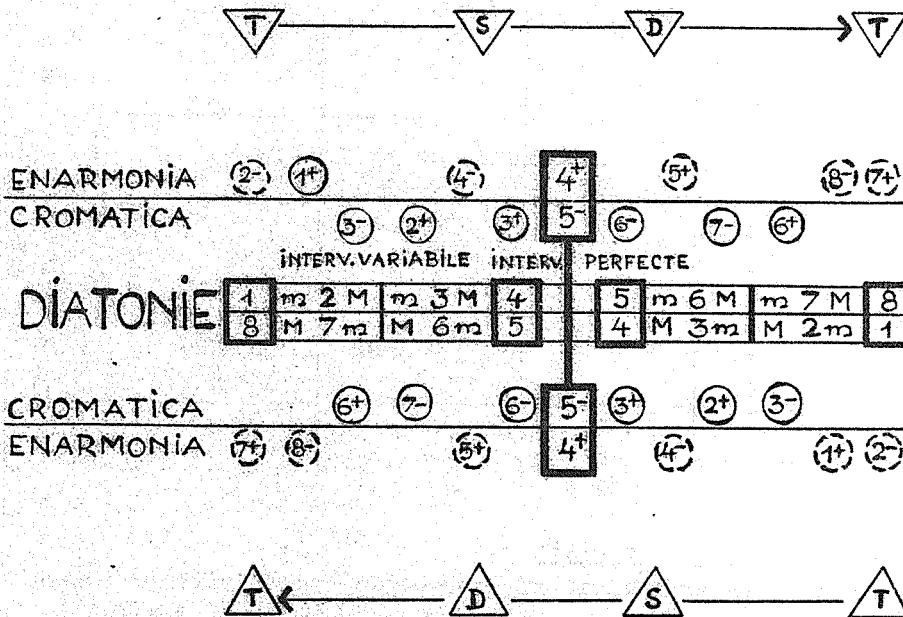 T S D T
ENARMONiA 2- 1+ 4- 4+ 5+ 8- 7+
CROMATiCA 3- 2+ 3+ 5- 6- 7- 6+
iNTERV. VARiABiLE iNTERV. PERFECTE
DiATONiE 1 m 2 M m 3 M 4 5 m 6 M m 7 M 8
8 M 7 m M 6 m 5 4 M 3 m M 2 m 1
CROMATiCA 6+ 7- 6- 5- 3+ 2+ 3-
ENARMONiA 7+ 8- 5+ 4+ 4- 1+ 2-
T D S T